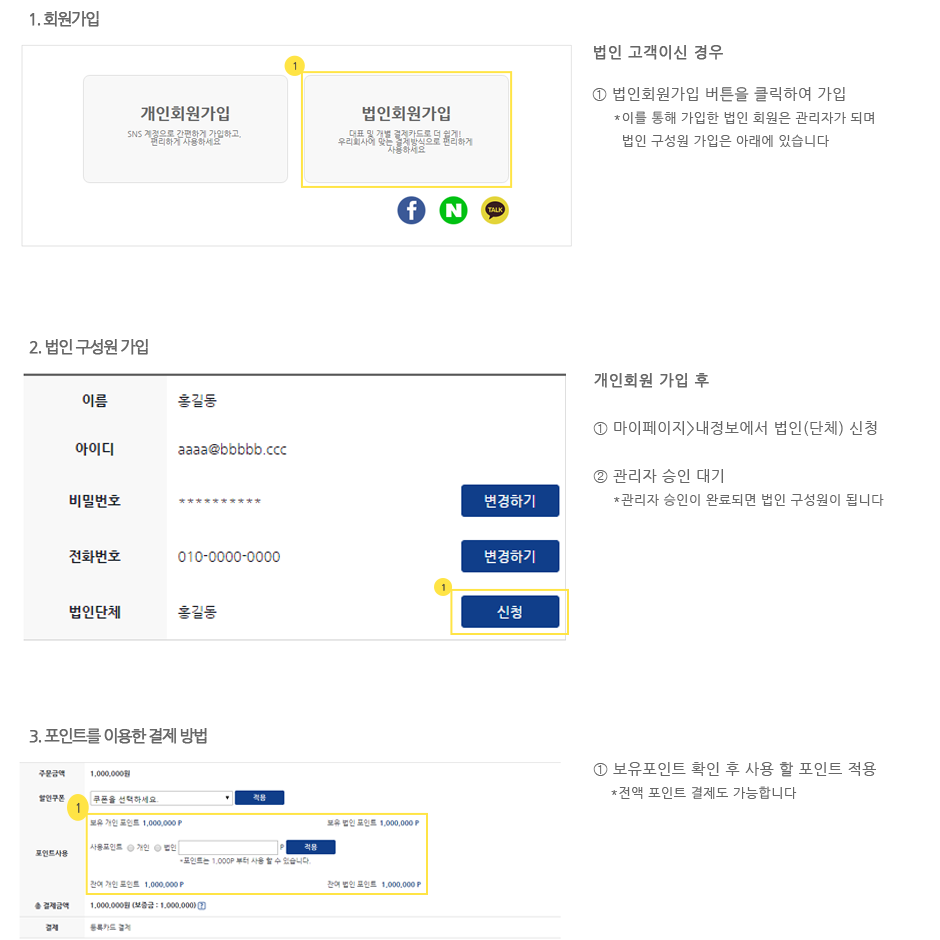 1. 회원가입
1
개인회원가입
SNS 계정으로 간편하게 가입하고,
편리하게 사용하세요
법인회원가입
대표 및 개별 결제카드로 더 쉽게!
우리회사에 맞는 결제방식으로 편리하게
사용하세요
f
N
TALK
법인 고객이신 경우
① 법인회원가입 버튼을 클릭하여 가입
*이를 통해 가입한 법인 회원은 관리자가 되며
법인 구성원 가입은 아래에 있습니다
2. 법인 구성원 가입
이름 홍길동
아이디 aaaa@bbbbb.ccc
비밀번호 ********** 변경하기
전화번호 010-0000-0000 변경하기
1
법인단체 홍길동 신청
개인회원 가입 후
① 마이페이지>내정보에서 법인(단체) 신청
② 관리자 승인 대기
*관리자 승인이 완료되면 법인 구성원이 됩니다
3. 포인트를 이용한 결제 방법
주문금액 1,000,000원
할인쿠폰 쿠폰을 선택하세요. 적용
1
보유 개인 포인트 1,000,000 P 보유 법인 포인트 1,000,000 P
포인트사용 사용포인트 개인 법인 P 적용
*포인트는 1,000P 부터 사용 할 수 있습니다.
잔여 개인 포인트 1,000,000 P 잔여 법인 포인트 1,000,000 P
총 결제금액 1,000,000원 (보증금 : 1,000,000) ?
결제 등록카드 결제
① 보유포인트 확인 후 사용 할 포인트 적용
*전액 포인트 결제도 가능합니다